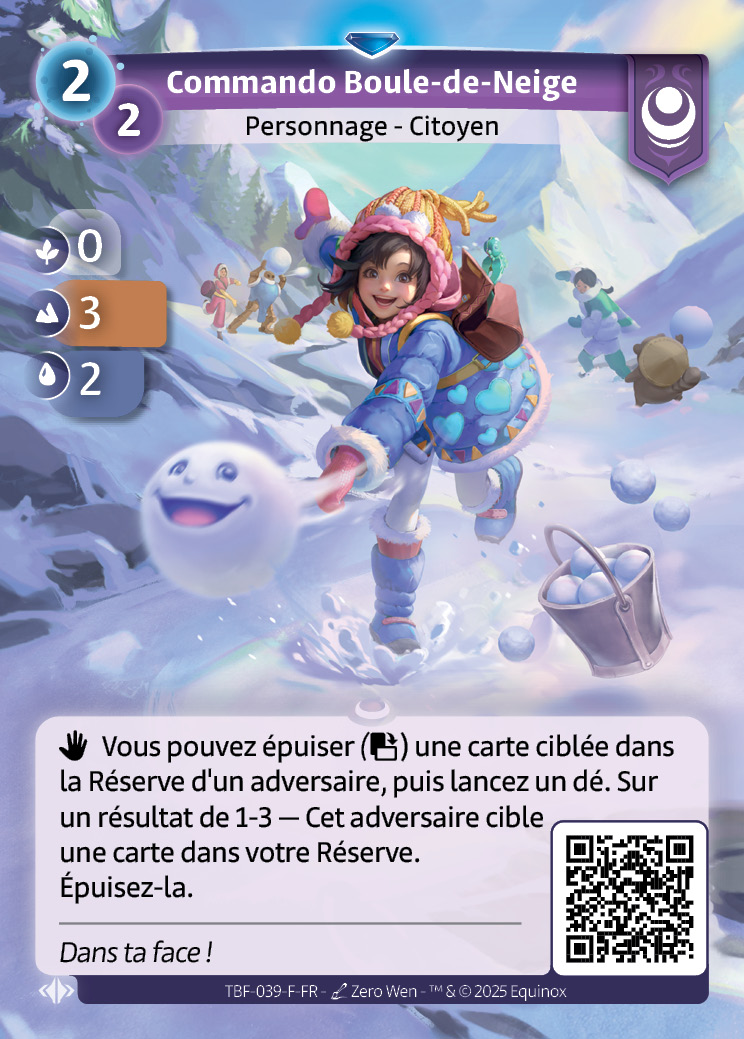 2
Commando Boule-de-Neige
2
Personnage - Citoyen
0
3
2
Vous pouvez épuiser () une carte ciblée dans
la Réserve d'un adversaire, puis lancez un dé. Sur
un résultat de 1-3 — Cet adversaire cible
une carte dans votre Réserve.
Épuisez-la.
Dans ta face !
TBF-039-F-FR - Zero Wen - ™ & © 2025 Equinox